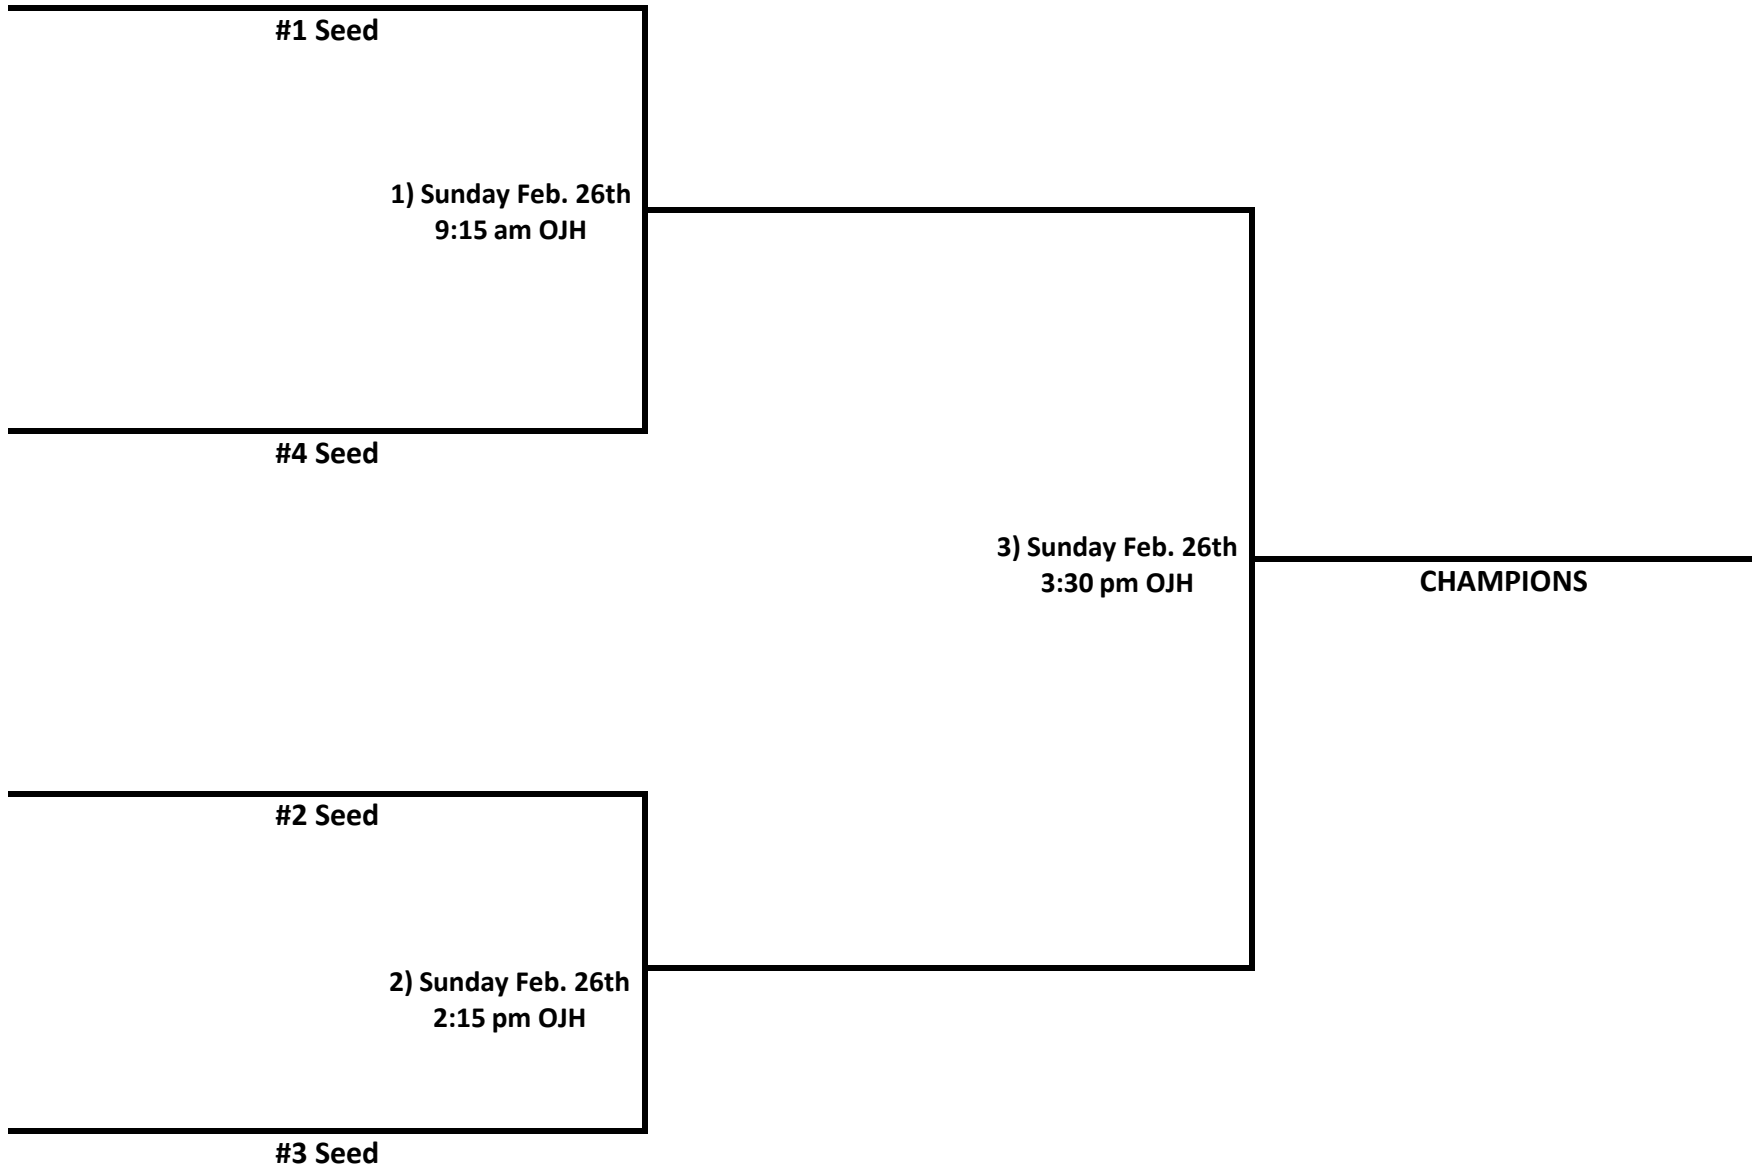 #1 Seed
1) Sunday Feb. 26th
9:15 am OJH
#4 Seed
3) Sunday Feb. 26th
3:30 pm OJH
CHAMPIONS
#2 Seed
2) Sunday Feb. 26th
2:15 pm OJH
#3 Seed